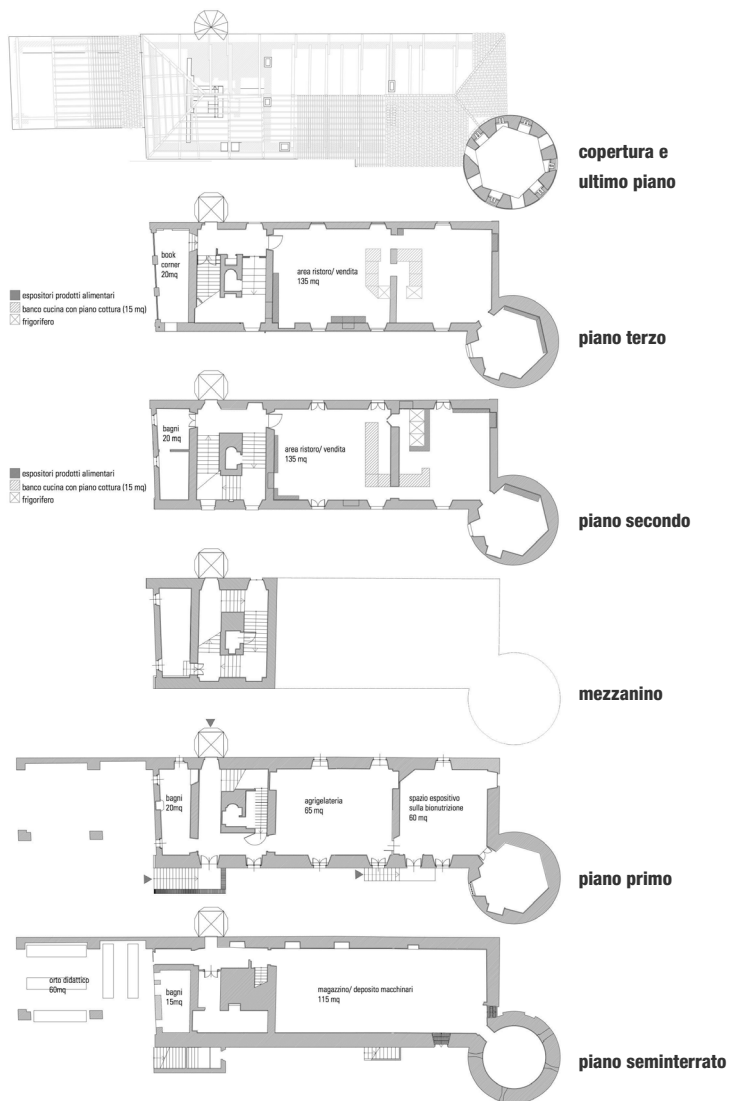 copertura e
ultimo piano
book
corner
20mq
area ristoro/ vendita
135 mq
espositori prodotti alimentari
banco cucina con piano cottura (15 mq)
frigorifero
piano terzo
bagni
20 mq
area ristoro/ vendita
135 mq
espositori prodotti alimentari
banco cucina con piano cottura (15 mq)
frigorifero
piano secondo
mezzanino
bagni
20mq
agrigelateria
65 mq
spazio espositivo
sulla bionutrizione
60 mq
piano primo
orto didattico
60mq
bagni
15mq
magazzino/ deposito macchinari
115 mq
piano seminterrato